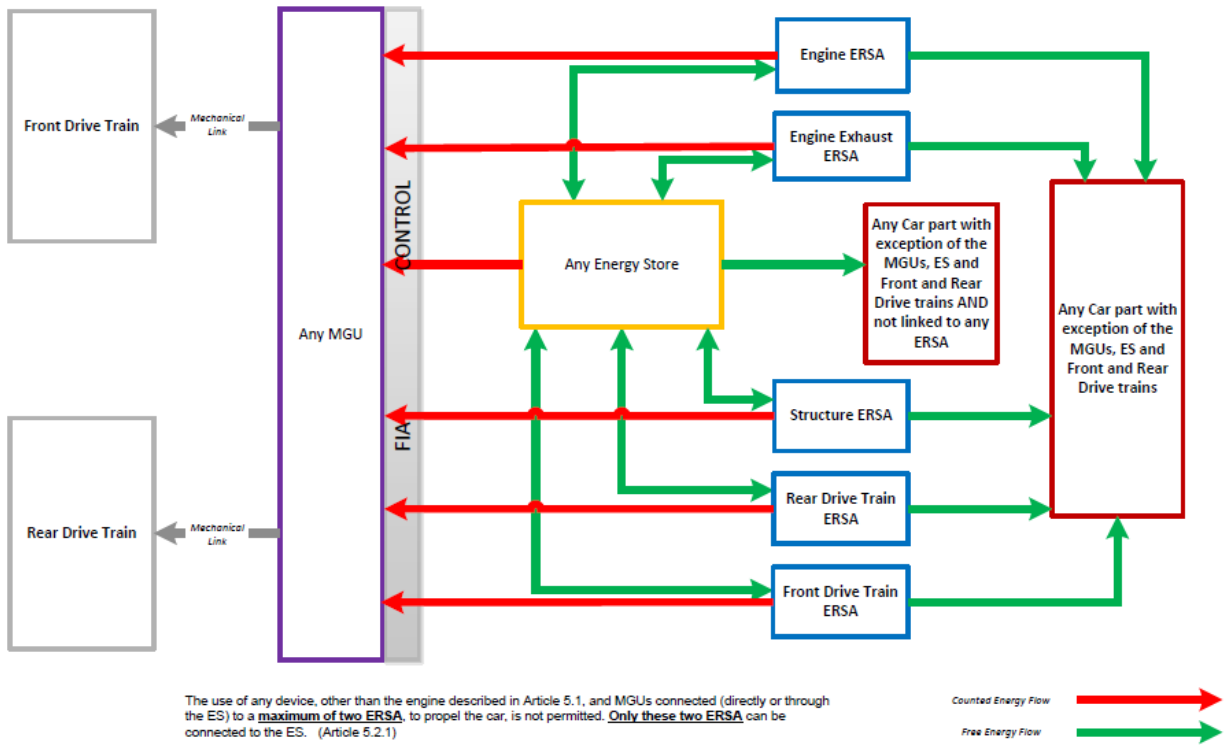 Engine ERSA
Mechanical
Link
Front Drive Train
Engine Exhaust
ERSA
FIA CONTROL
Any Energy Store
Any Car part with
exception of the
MGUs, ES and
Front and Rear
Drive trains AND
not linked to any
ERSA
Any MGU
Any Car part with
exception of the
MGUs, ES and
Front and Rear
Drive trains
Structure ERSA
Rear Drive Train
ERSA
Mechanical
Link
Rear Drive Train
Front Drive Train
ERSA
The use of any device, other than the engine described in Article 5.1, and MGUs connected (directly or through
the ES) to a maximum of two ERSA, to propel the car, is not permitted. Only these two ERSA can be
connected to the ES. (Article 5.2.1)
Counted Energy Flow
Free Energy Flow